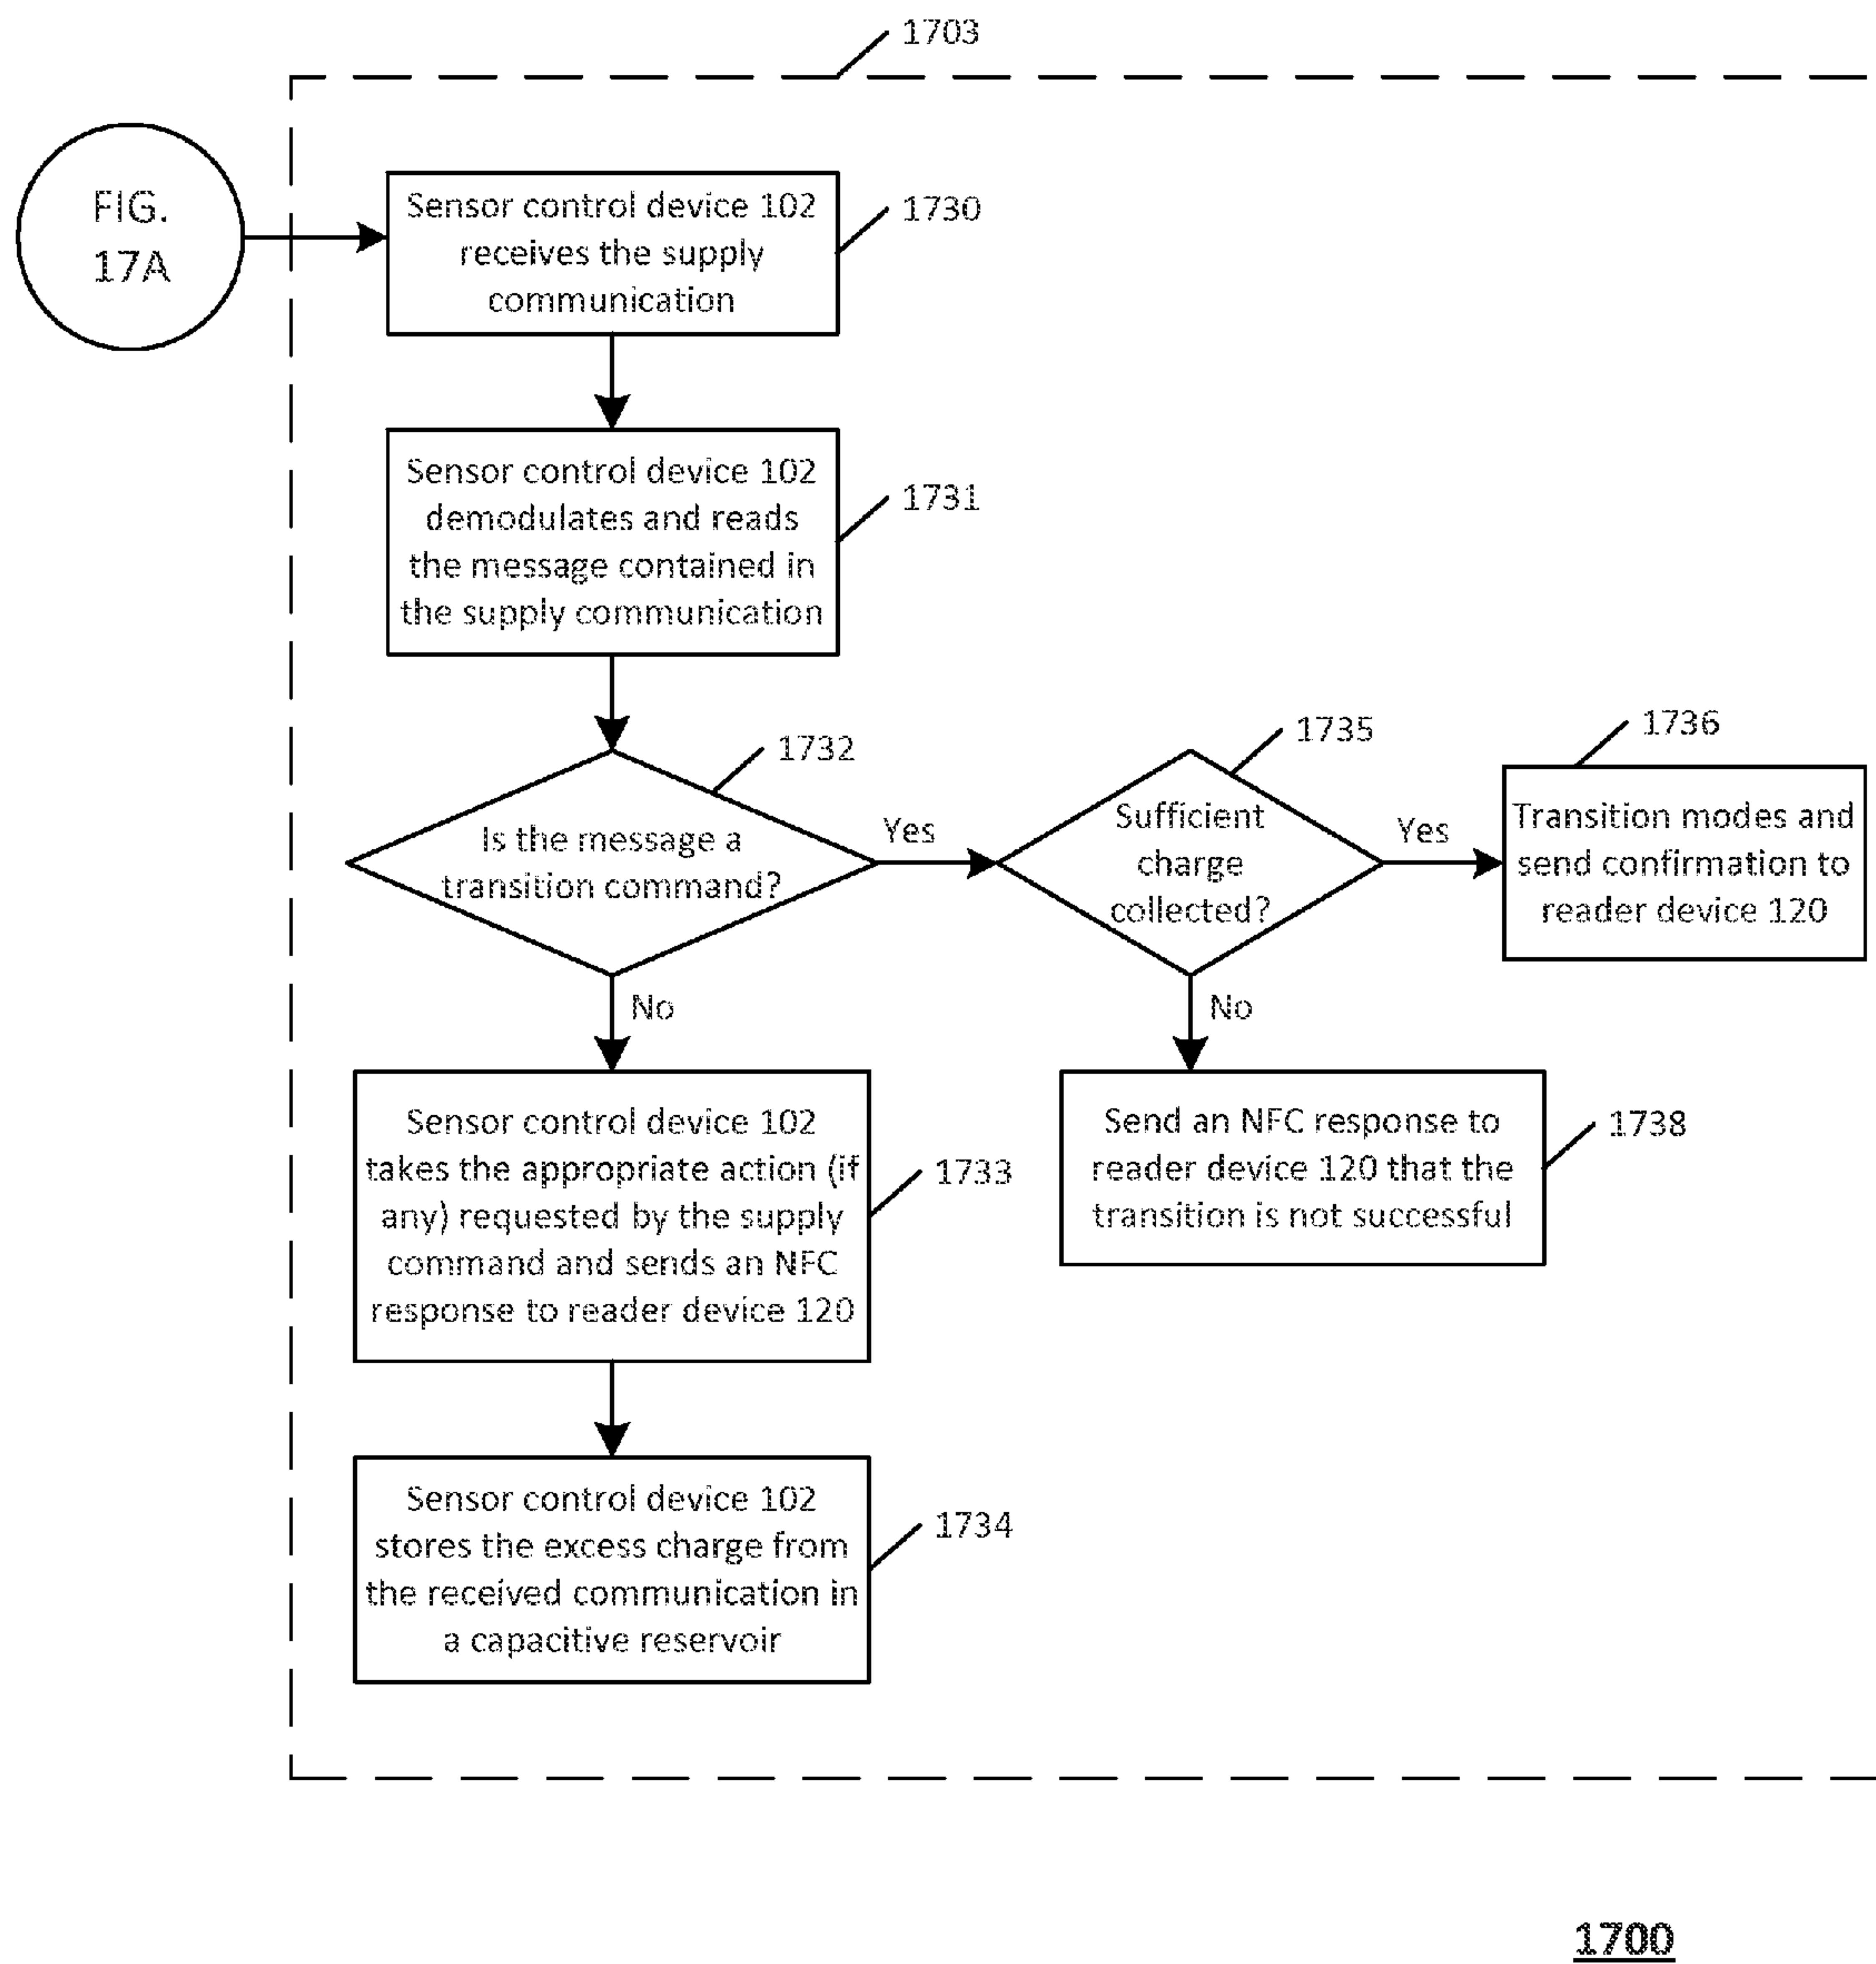 1703
FIG.
17A
Sensor control device 102
receives the supply
communication
1730
Sensor control device 102
demodulates and reads
the message contained in
the supply communication
1731
Is the message a
transition command?
1732
Yes
Sufficient
charge
collected?
1735
Yes
Transition modes and
send confirmation to
reader device 120
1736
No
No
Sensor control device 102
takes the appropriate action (if
any) requested by the supply
command and sends an NFC
response to reader device 120
1733
Send an NFC response to
reader device 120 that the
transition is not successful
1738
Sensor control device 102
stores the excess charge from
the received communication in
a capacitive reservoir
1734
1700